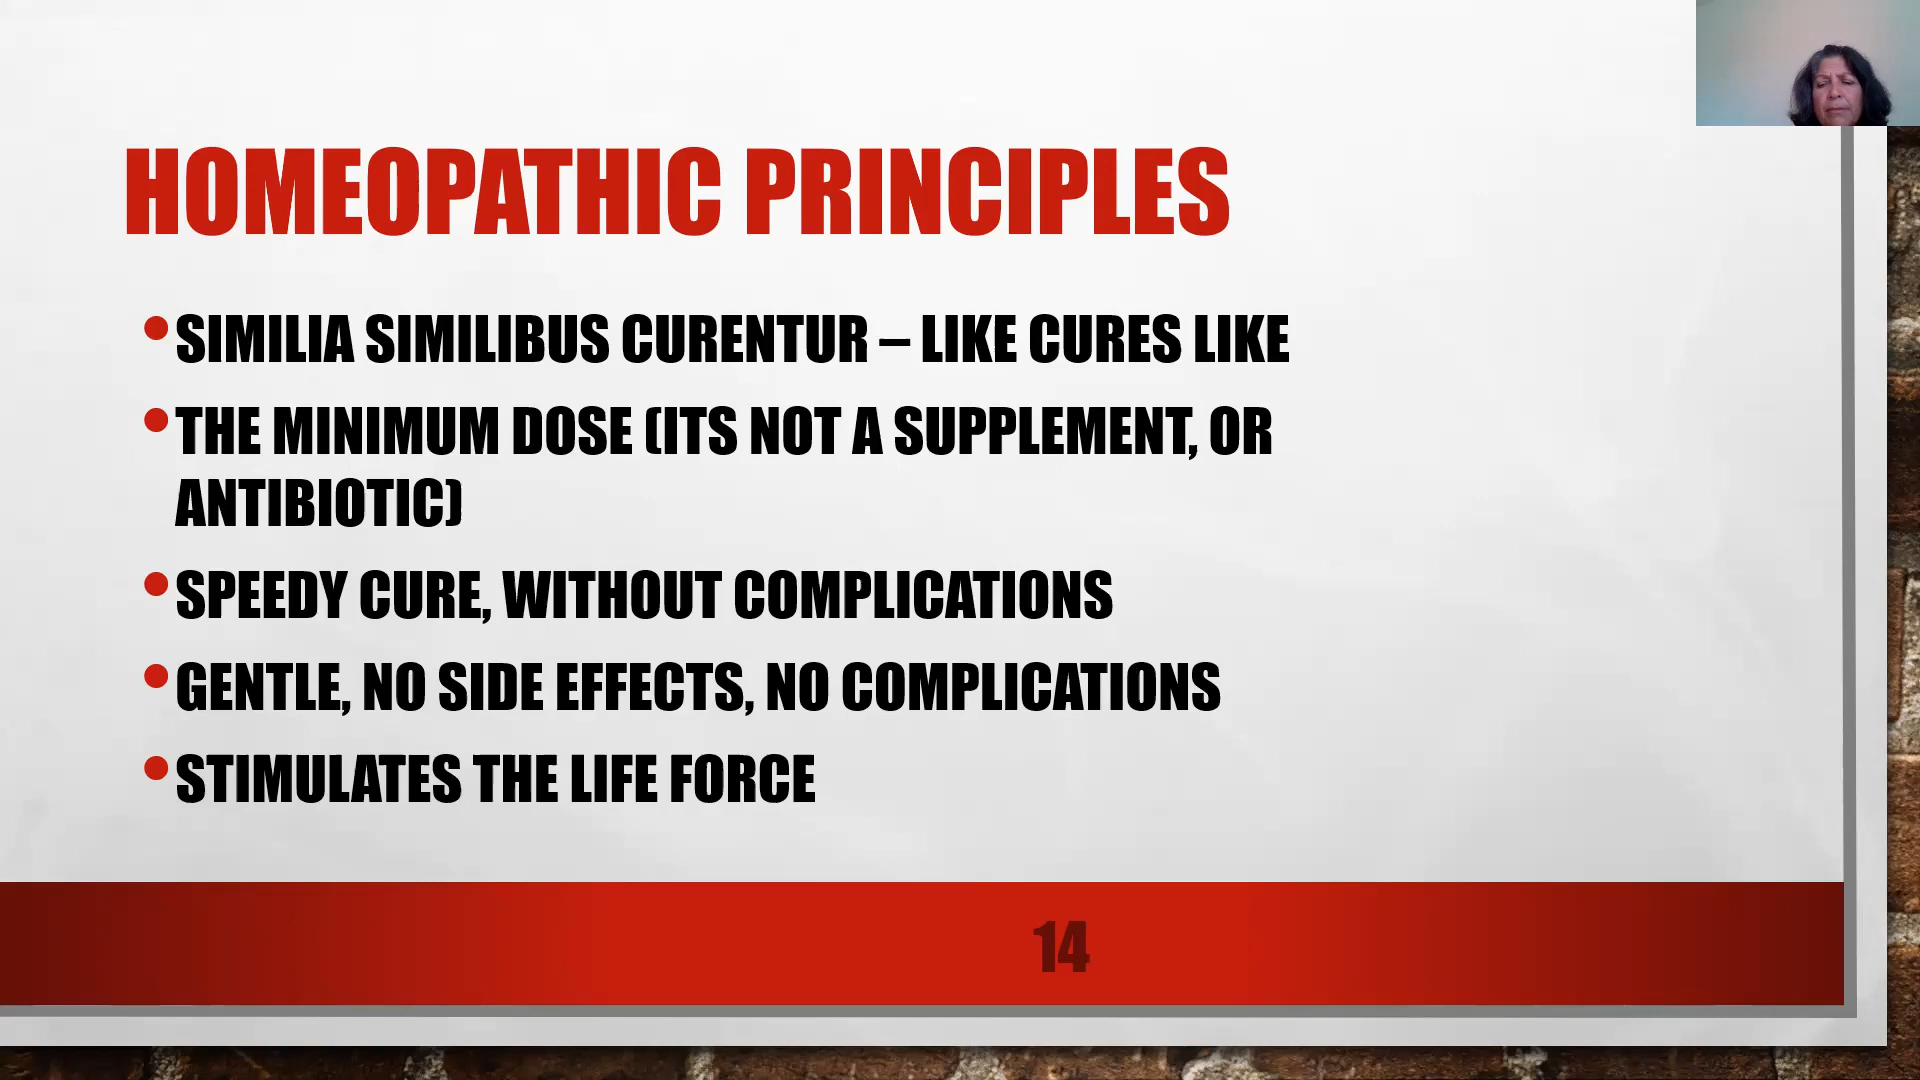 HOMEOPATHIC PRINCIPLES
•SIMILIA SIMILIBUS CURENTUR – LIKE CURES LIKE
•THE MINIMUM DOSE (ITS NOT A SUPPLEMENT, OR
ANTIBIOTIC)
•SPEEDY CURE, WITHOUT COMPLICATIONS
•GENTLE, NO SIDE EFFECTS, NO COMPLICATIONS
•STIMULATES THE LIFE FORCE
14